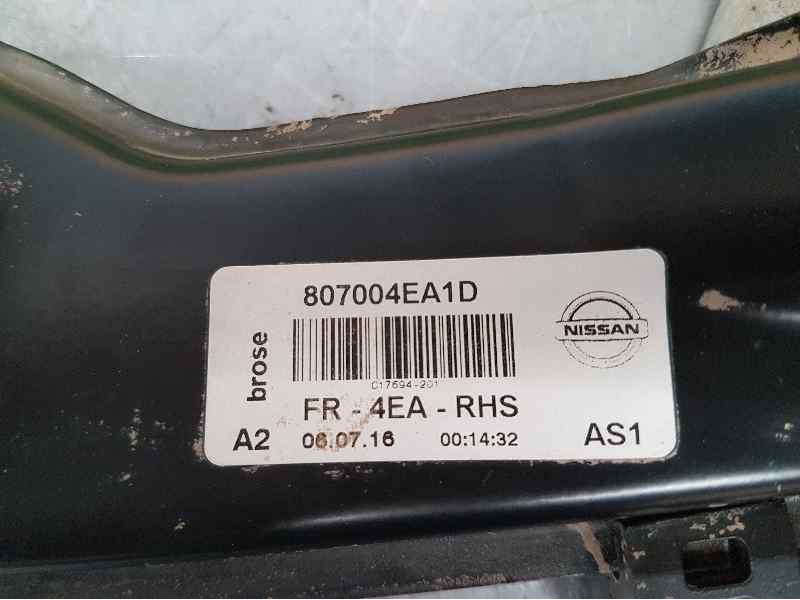 807004EA1D
brose
NISSAN
C17694-201
FR - 4EA - RHS
A2 06.07.16 00:14:32 AS1